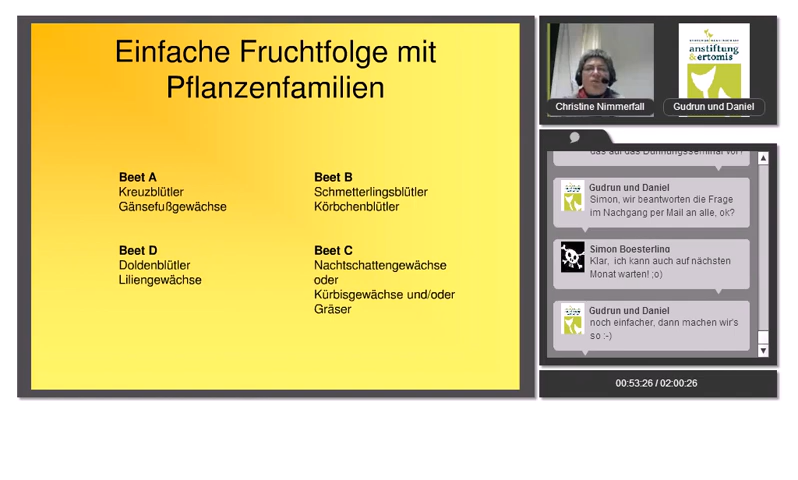 Einfache Fruchtfolge mit
Pflanzenfamilien
Beet A
Kreuzblütler
Gänsefußgewächse
Beet B
Schmetterlingsblütler
Körbchenblütler
Beet D
Doldenblütler
Liliengewächse
Beet C
Nachtschattengewächse
oder
Kürbisgewächse und/oder
Gräser
anstiftung
&ertomis
Christine Nimmerfall
Gudrun und Daniel
das auf das Düngungsseminar vor?
Gudrun und Daniel
Simon, wir beantworten die Frage
im Nachgang per Mail an alle, ok?
Simon Boesterling
Klar, ich kann auch auf nächsten
Monat warten! ;o)
Gudrun und Daniel
noch einfacher, dann machen wir's
so :-)
00:53:26 / 02:00:26